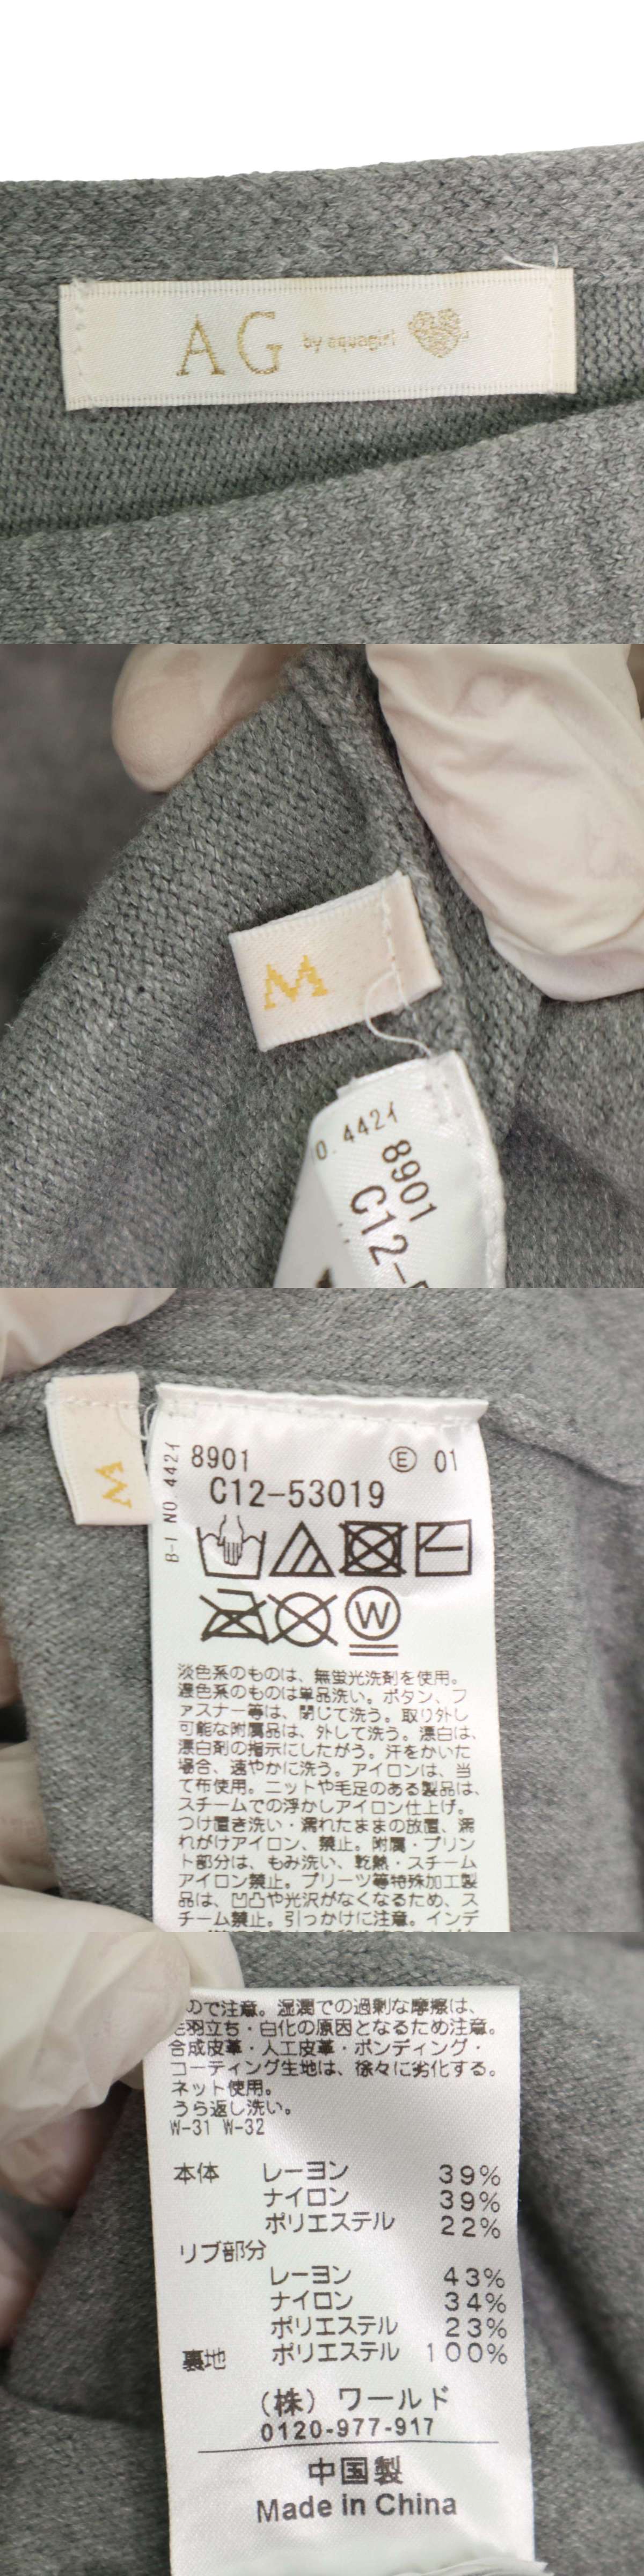 AG by aquagirl
M
0. 4424
8901
C12-
M
B-I NO. 4424
8901 Ⓔ 01
C12-53019
W
淡色系のものは、無蛍光洗剤を使用。
濃色系のものは単品洗い。ボタン、フ
ァスナー等は、閉じて洗う。取り外し
可能な附属品は、外して洗う。漂白は、
漂白剤の指示にしたがう。汗をかいた
場合、速やかに洗う。アイロンは、当
て布使用。ニットや毛足のある製品は、
スチームでの浮かしアイロン仕上げ。
つけ置き洗い・濡れたままの放置、濡
れがけアイロン、禁止。附属・プリン
ト部分は、もみ洗い、乾熱・スチーム
アイロン禁止。プリーツ等特殊加工製
品は、凹凸や光沢がなくなるため、ス
チーム禁止。引っかけに注意。インデ
ので注意。湿潤での過剰な摩擦は、
毛羽立ち・白化の原因となるため注意。
合成皮革・人工皮革・ボンディング・
コーティング生地は、徐々に劣化する。
ネット使用。
うら返し洗い。
W-31 W-32
本体 レーヨン 39%
ナイロン 39%
ポリエステル 22%
リブ部分
レーヨン 43%
ナイロン 34%
ポリエステル 23%
裏地 ポリエステル 100%
（株）ワールド
0120-977-917
中国製
Made in China